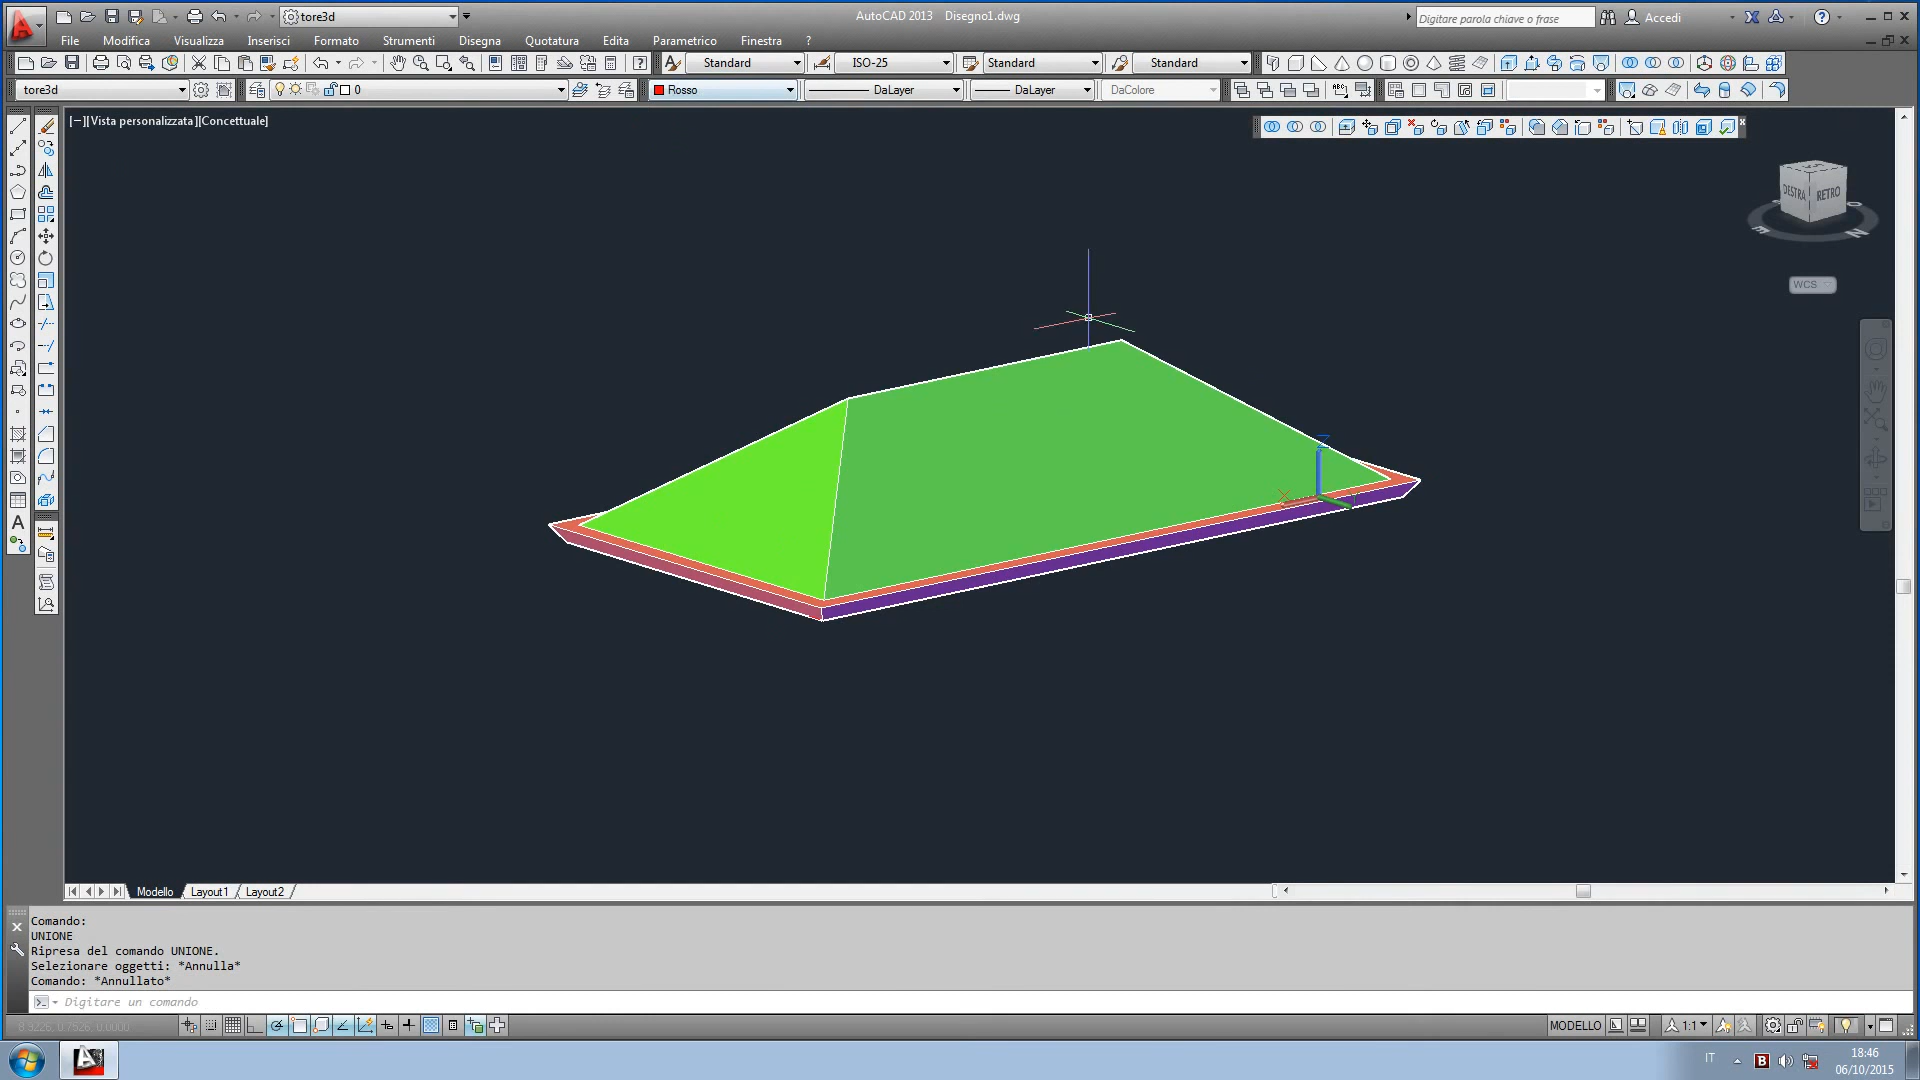 tore3d
AutoCAD 2013 Disegno1.dwg
Digitare parola chiave o frase
Accedi
File Modifica Visualizza Inserisci Formato Strumenti Disegna Quotatura Edita Parametrico Finestra ?
Standard ISO-25 Standard Standard
tore3d 0 Rosso DaLayer DaLayer DaColore
[−][Vista personalizzata][Concettuale]
DESTRA RETRO
E N
WCS
Z
X
Modello Layout1 Layout2
Comando:
UNIONE
Ripresa del comando UNIONE.
Selezionare oggetti: *Annulla*
Comando: *Annullato*
Digitare un comando
MODELLO 1:1
IT
18:46
06/10/2015